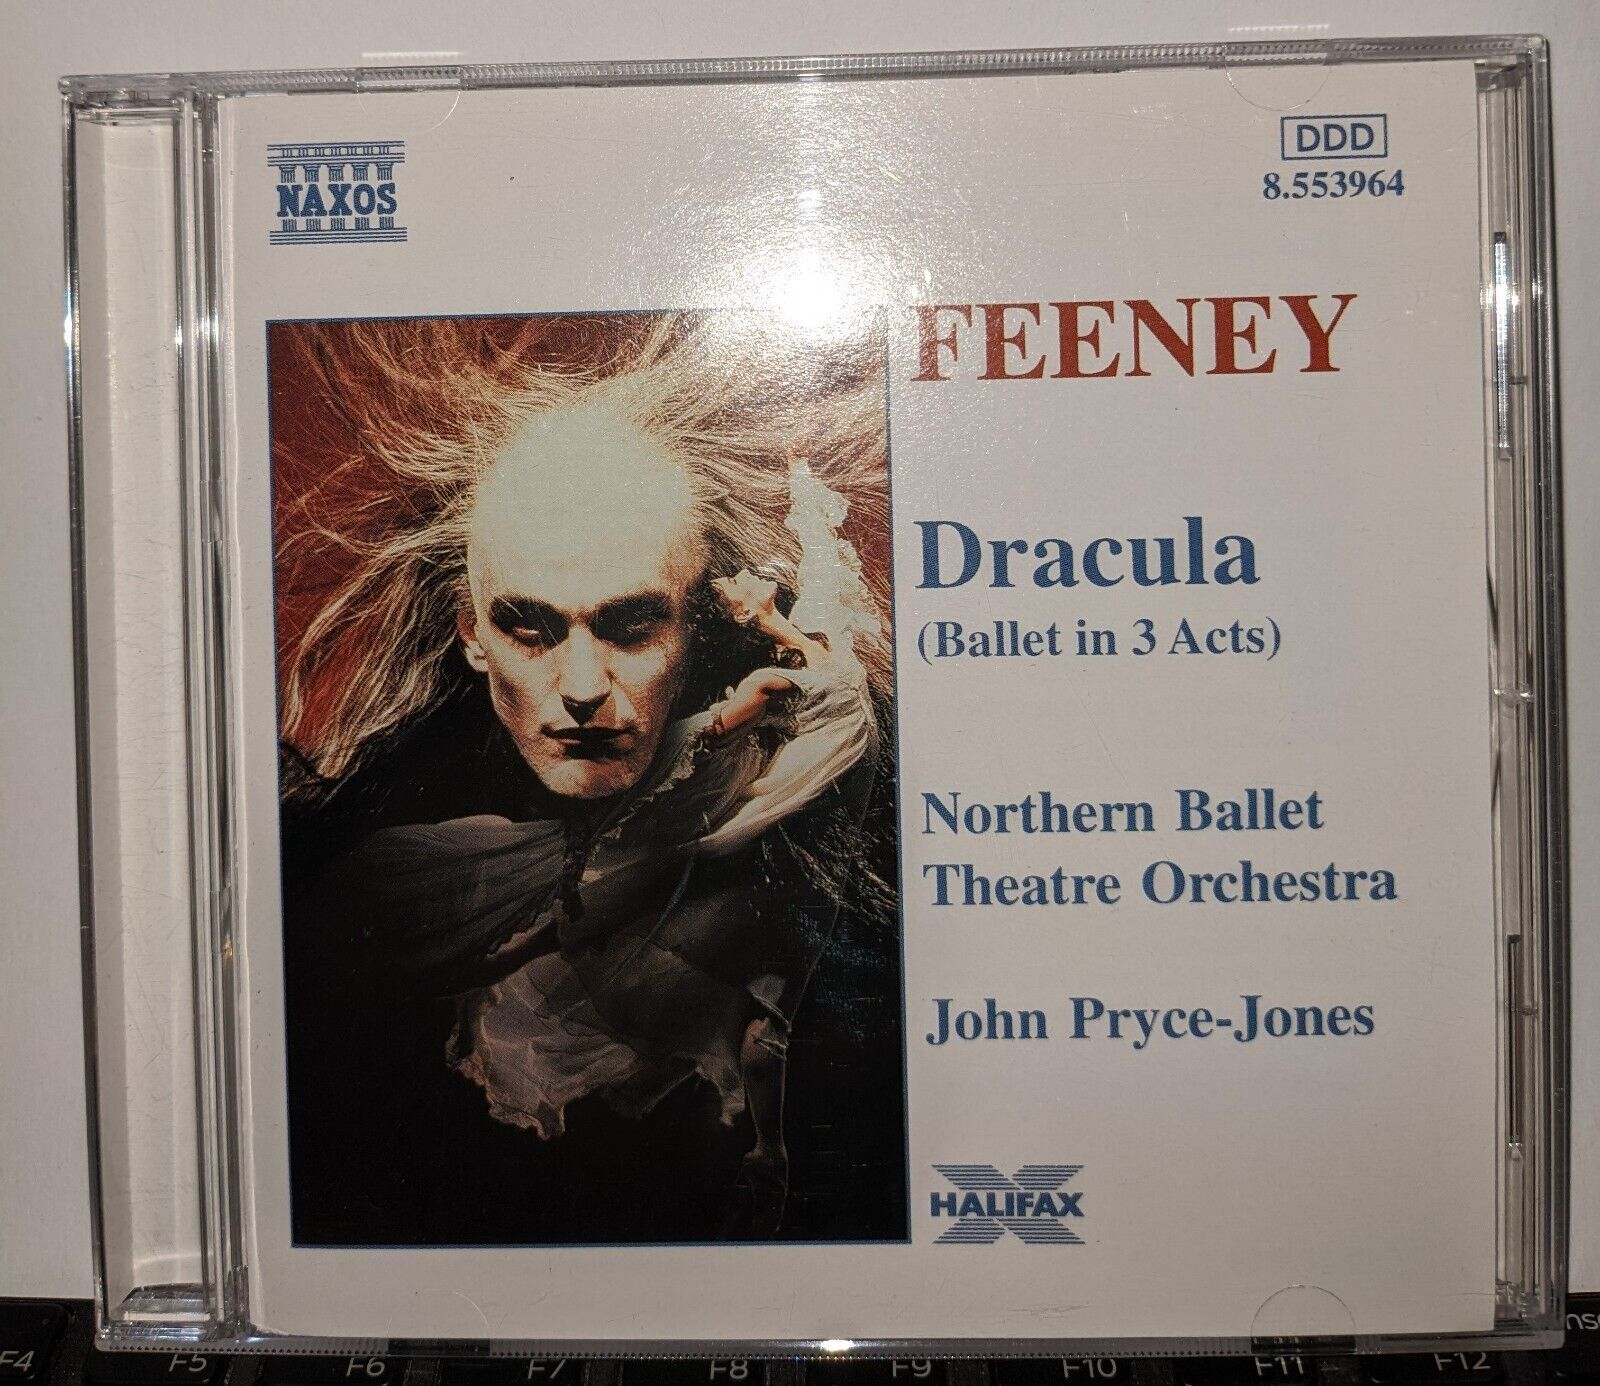 NAXOS
DDD
8.553964
FEENEY
Dracula
(Ballet in 3 Acts)
Northern Ballet
Theatre Orchestra
John Pryce-Jones
HALIFAX
F4 F5 F6 F7 F8 F9 F10 F11 F12